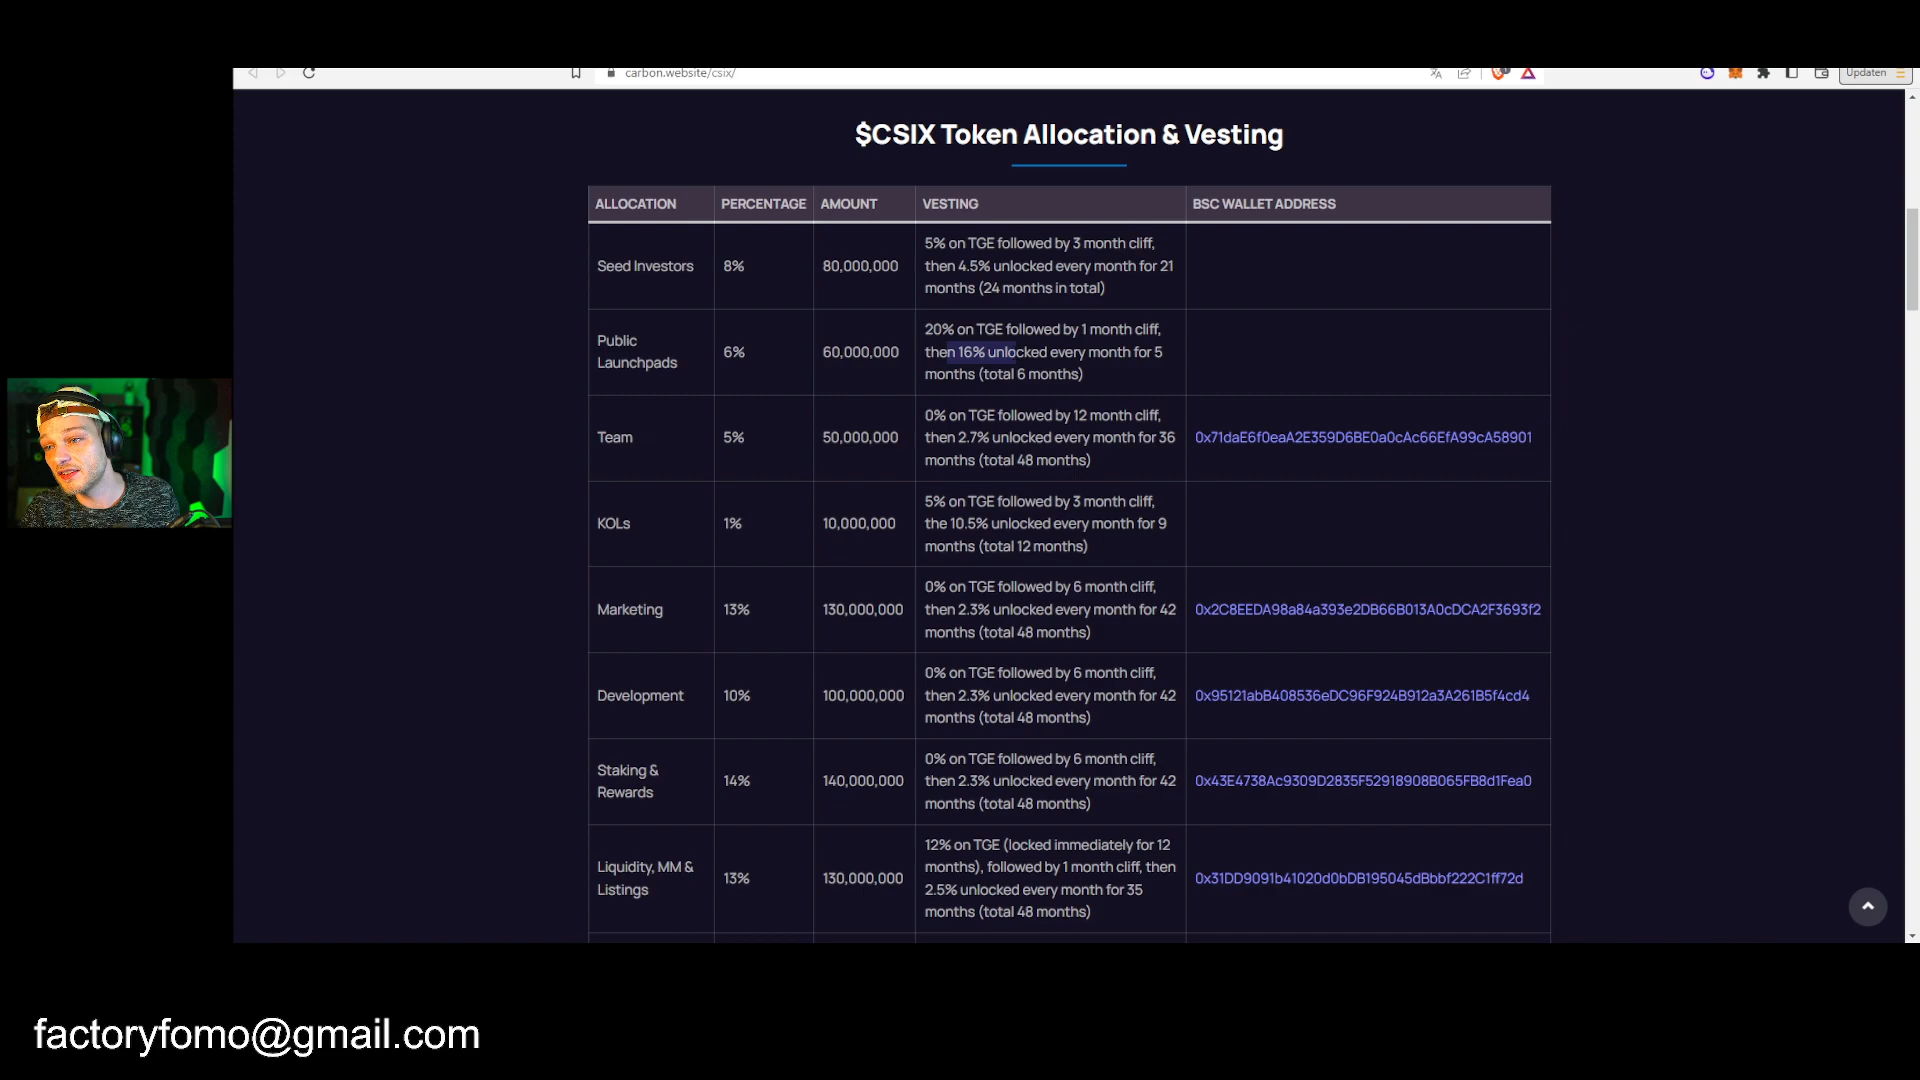 carbon.website/csix/
Updaten
$CSIX Token Allocation & Vesting
ALLOCATION PERCENTAGE AMOUNT VESTING BSC WALLET ADDRESS
Seed Investors 8% 80,000,000 5% on TGE followed by 3 month cliff,
then 4.5% unlocked every month for 21
months (24 months in total)
Public
Launchpads 6% 60,000,000 20% on TGE followed by 1 month cliff,
then 16% unlocked every month for 5
months (total 6 months)
Team 5% 50,000,000 0% on TGE followed by 12 month cliff,
then 2.7% unlocked every month for 36
months (total 48 months)
0x71daE6f0eaA2E359D6BE0a0cAc66EfA99cA58901
KOLs 1% 10,000,000 5% on TGE followed by 3 month cliff,
the 10.5% unlocked every month for 9
months (total 12 months)
Marketing 13% 130,000,000 0% on TGE followed by 6 month cliff,
then 2.3% unlocked every month for 42
months (total 48 months)
0x2C8EEDA98a84a393e2DB66B013A0cDCA2F3693f2
Development 10% 100,000,000 0% on TGE followed by 6 month cliff,
then 2.3% unlocked every month for 42
months (total 48 months)
0x95121abB408536eDC96F924B912a3A261B5f4cd4
Staking &
Rewards 14% 140,000,000 0% on TGE followed by 6 month cliff,
then 2.3% unlocked every month for 42
months (total 48 months)
0x43E4738Ac9309D2835F52918908B065FB8d1Fea0
Liquidity, MM &
Listings 13% 130,000,000 12% on TGE (locked immediately for 12
months), followed by 1 month cliff, then
2.5% unlocked every month for 35
months (total 48 months)
0x31DD9091b41020d0bDB195045dBbbf222C1ff72d
factoryfomo@gmail.com